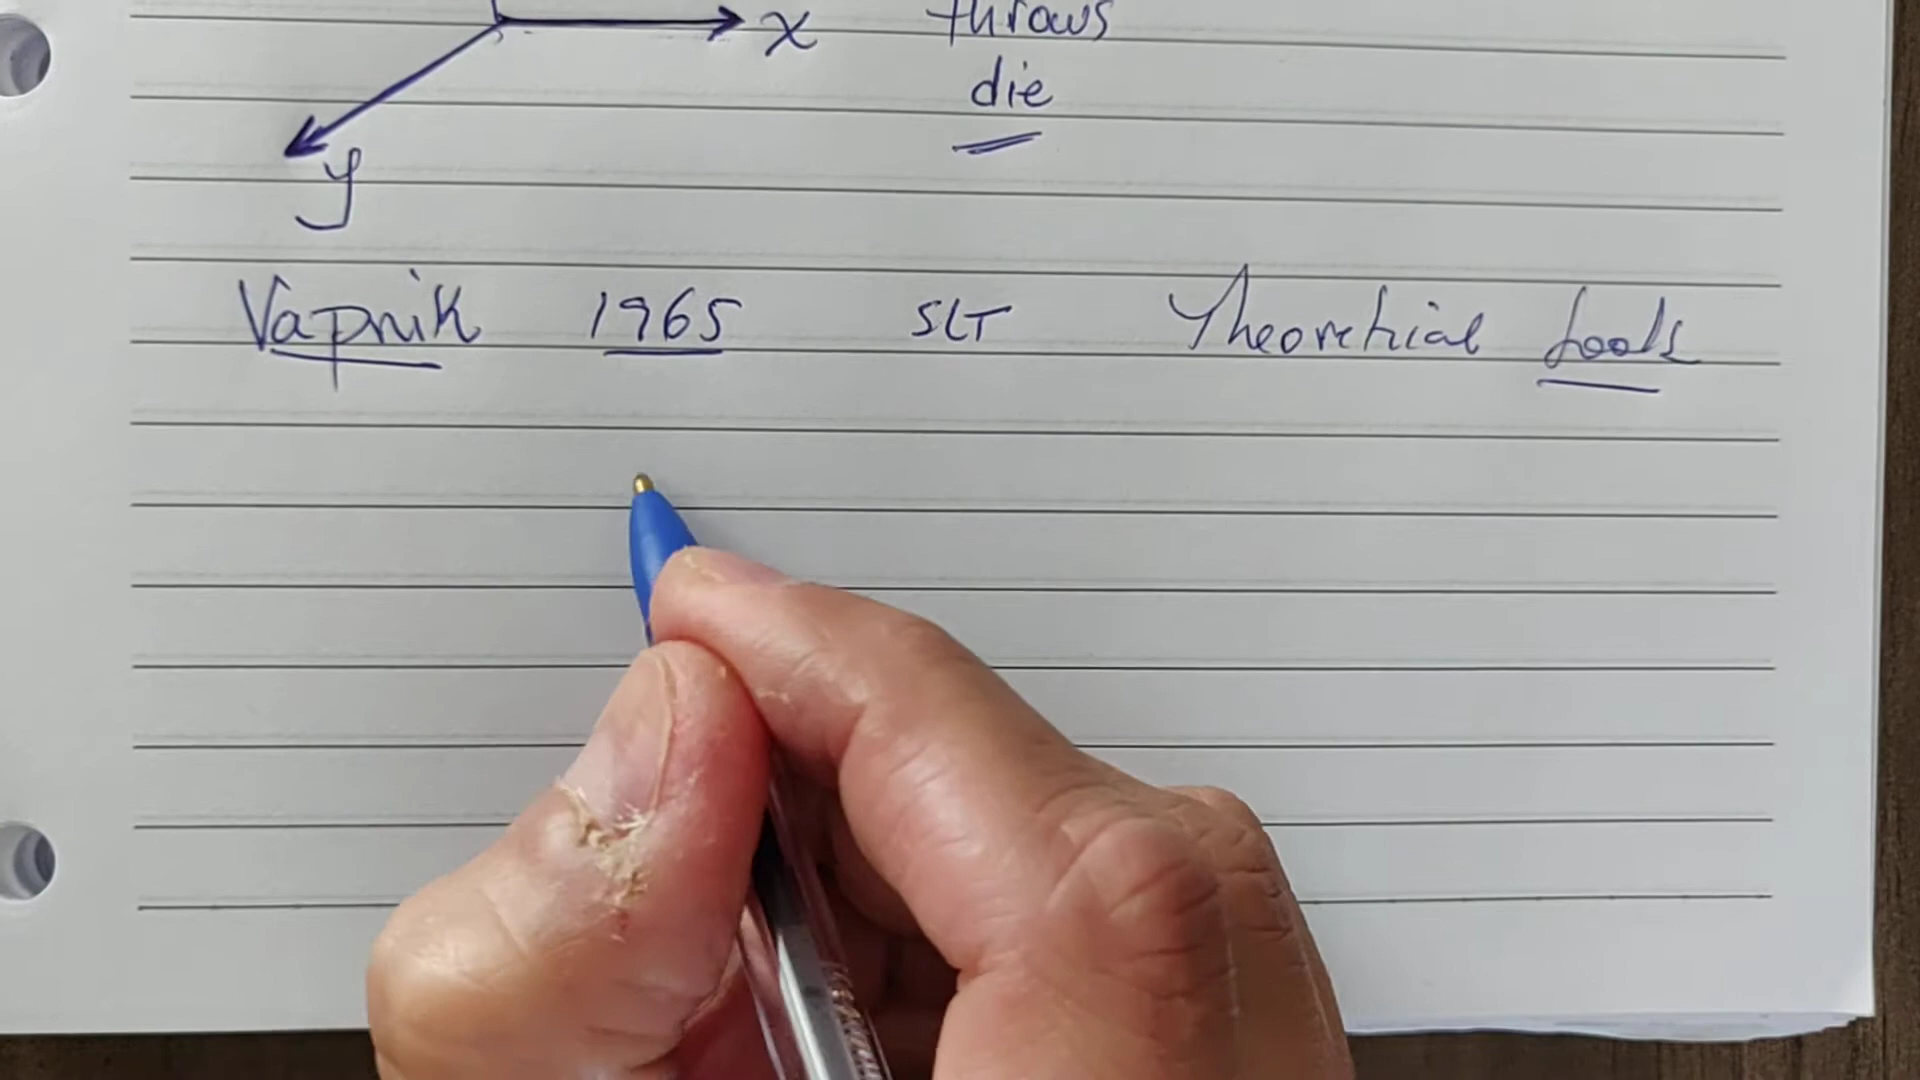 x throws
die
y
Vapnik 1965 SLT Theoretical tools